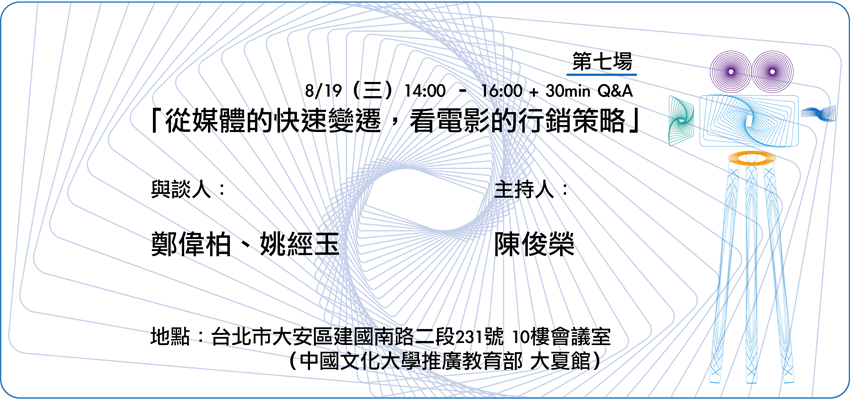 第七場
8/19（三）14:00 - 16:00 + 30min Q&A
「從媒體的快速變遷，看電影的行銷策略」
與談人： 主持人：
鄭偉柏、姚經玉 陳俊榮
地點：台北市大安區建國南路二段231號 10樓會議室
（中國文化大學推廣教育部 大夏館）